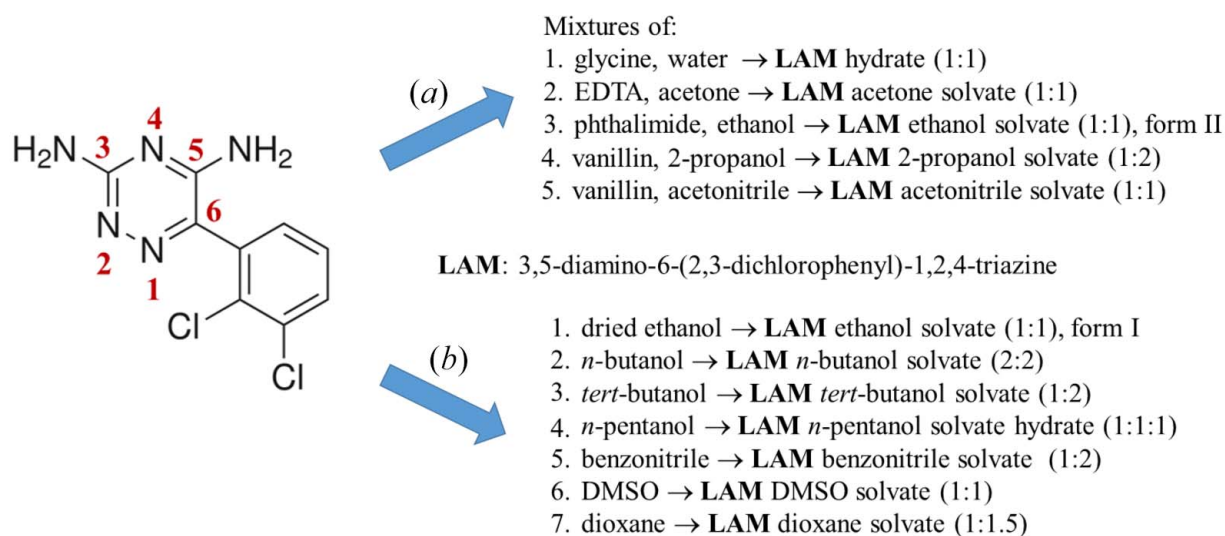 Mixtures of:
1. glycine, water → LAM hydrate (1:1)
2. EDTA, acetone → LAM acetone solvate (1:1)
3. phthalimide, ethanol → LAM ethanol solvate (1:1), form II
4. vanillin, 2-propanol → LAM 2-propanol solvate (1:2)
5. vanillin, acetonitrile → LAM acetonitrile solvate (1:1)
(a)
4
H₂N 3 N 5 NH₂
6
N
2 N
1
Cl
Cl
LAM: 3,5-diamino-6-(2,3-dichlorophenyl)-1,2,4-triazine
(b)
1. dried ethanol → LAM ethanol solvate (1:1), form I
2. n-butanol → LAM n-butanol solvate (2:2)
3. tert-butanol → LAM tert-butanol solvate (1:2)
4. n-pentanol → LAM n-pentanol solvate hydrate (1:1:1)
5. benzonitrile → LAM benzonitrile solvate (1:2)
6. DMSO → LAM DMSO solvate (1:1)
7. dioxane → LAM dioxane solvate (1:1.5)